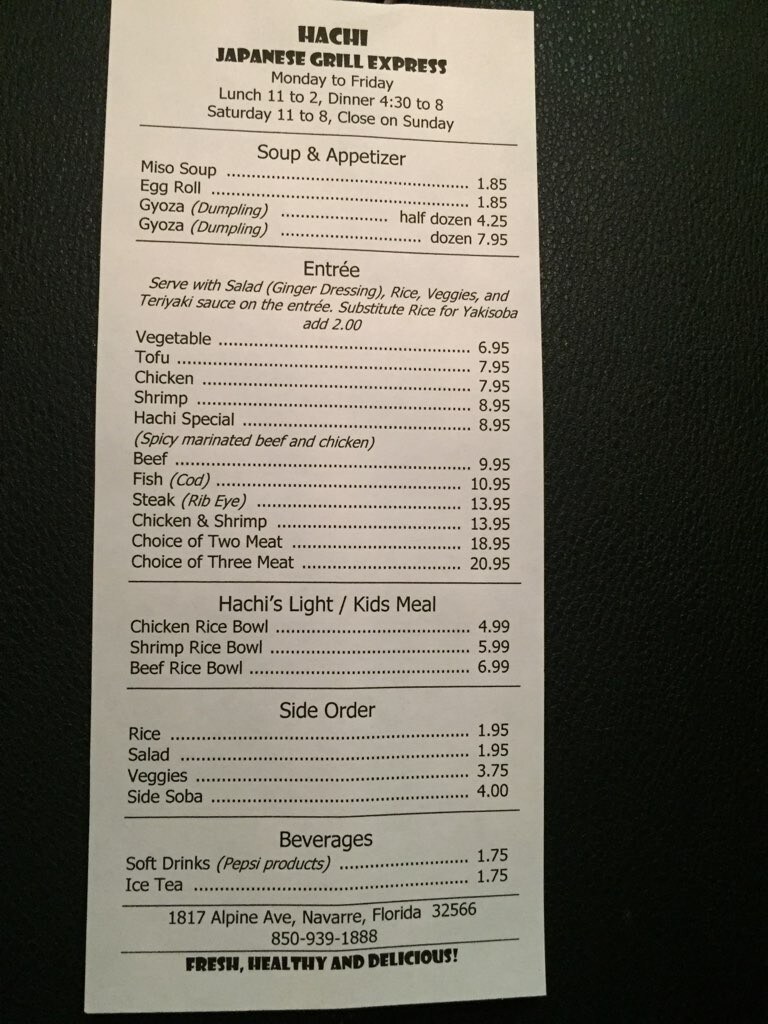 HACHI
JAPANESE GRILL EXPRESS
Monday to Friday
Lunch 11 to 2, Dinner 4:30 to 8
Saturday 11 to 8, Close on Sunday
Soup & Appetizer
Miso Soup ........................................................ 1.85
Egg Roll ........................................................... 1.85
Gyoza (Dumpling) ........................ half dozen 4.25
Gyoza (Dumpling) ................................ dozen 7.95
Entrée
Serve with Salad (Ginger Dressing), Rice, Veggies, and
Teriyaki sauce on the entrée. Substitute Rice for Yakisoba
add 2.00
Vegetable ........................................................ 6.95
Tofu ................................................................. 7.95
Chicken ............................................................ 7.95
Shrimp ............................................................. 8.95
Hachi Special .................................................... 8.95
(Spicy marinated beef and chicken)
Beef ................................................................. 9.95
Fish (Cod) ....................................................... 10.95
Steak (Rib Eye) ............................................... 13.95
Chicken & Shrimp ........................................... 13.95
Choice of Two Meat ....................................... 18.95
Choice of Three Meat ..................................... 20.95
Hachi's Light / Kids Meal
Chicken Rice Bowl ............................................ 4.99
Shrimp Rice Bowl ............................................. 5.99
Beef Rice Bowl ................................................. 6.99
Side Order
Rice ................................................................. 1.95
Salad ............................................................... 1.95
Veggies ............................................................ 3.75
Side Soba ......................................................... 4.00
Beverages
Soft Drinks (Pepsi products) ............................. 1.75
Ice Tea ............................................................. 1.75
1817 Alpine Ave, Navarre, Florida 32566
850-939-1888
FRESH, HEALTHY AND DELICIOUS!